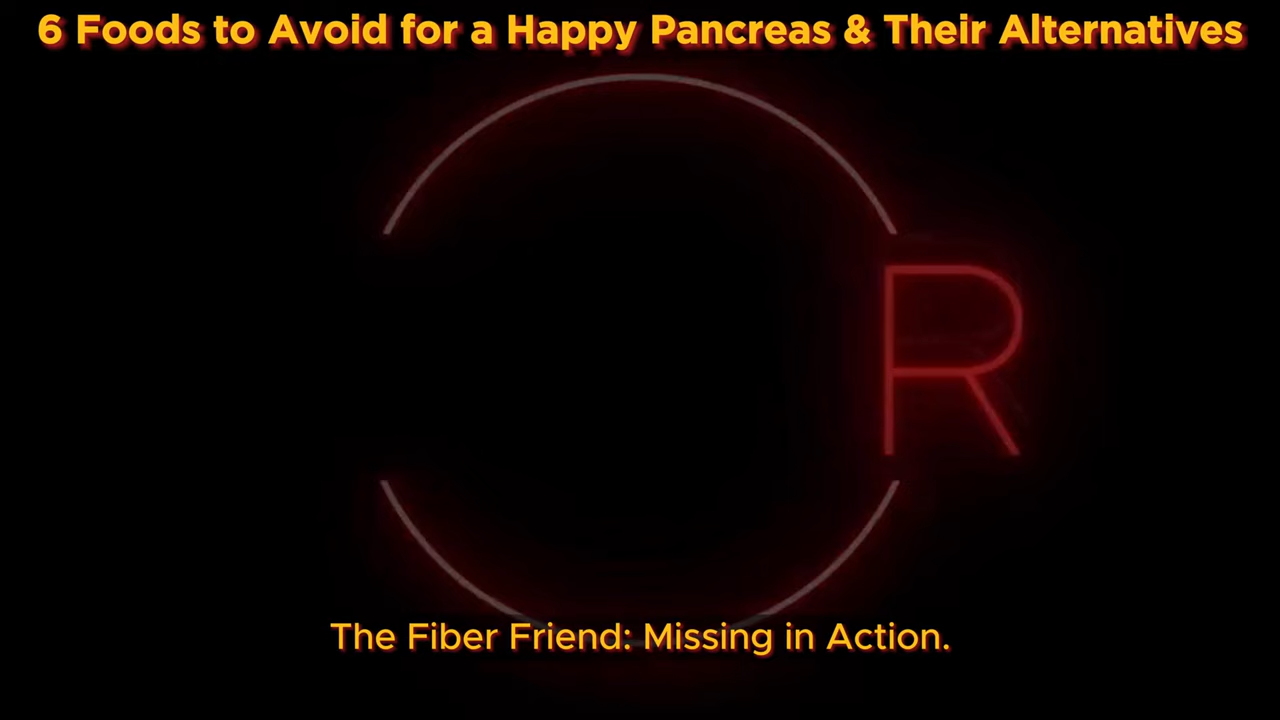 6 Foods to Avoid for a Happy Pancreas & Their Alternatives
R
The Fiber Friend: Missing in Action.